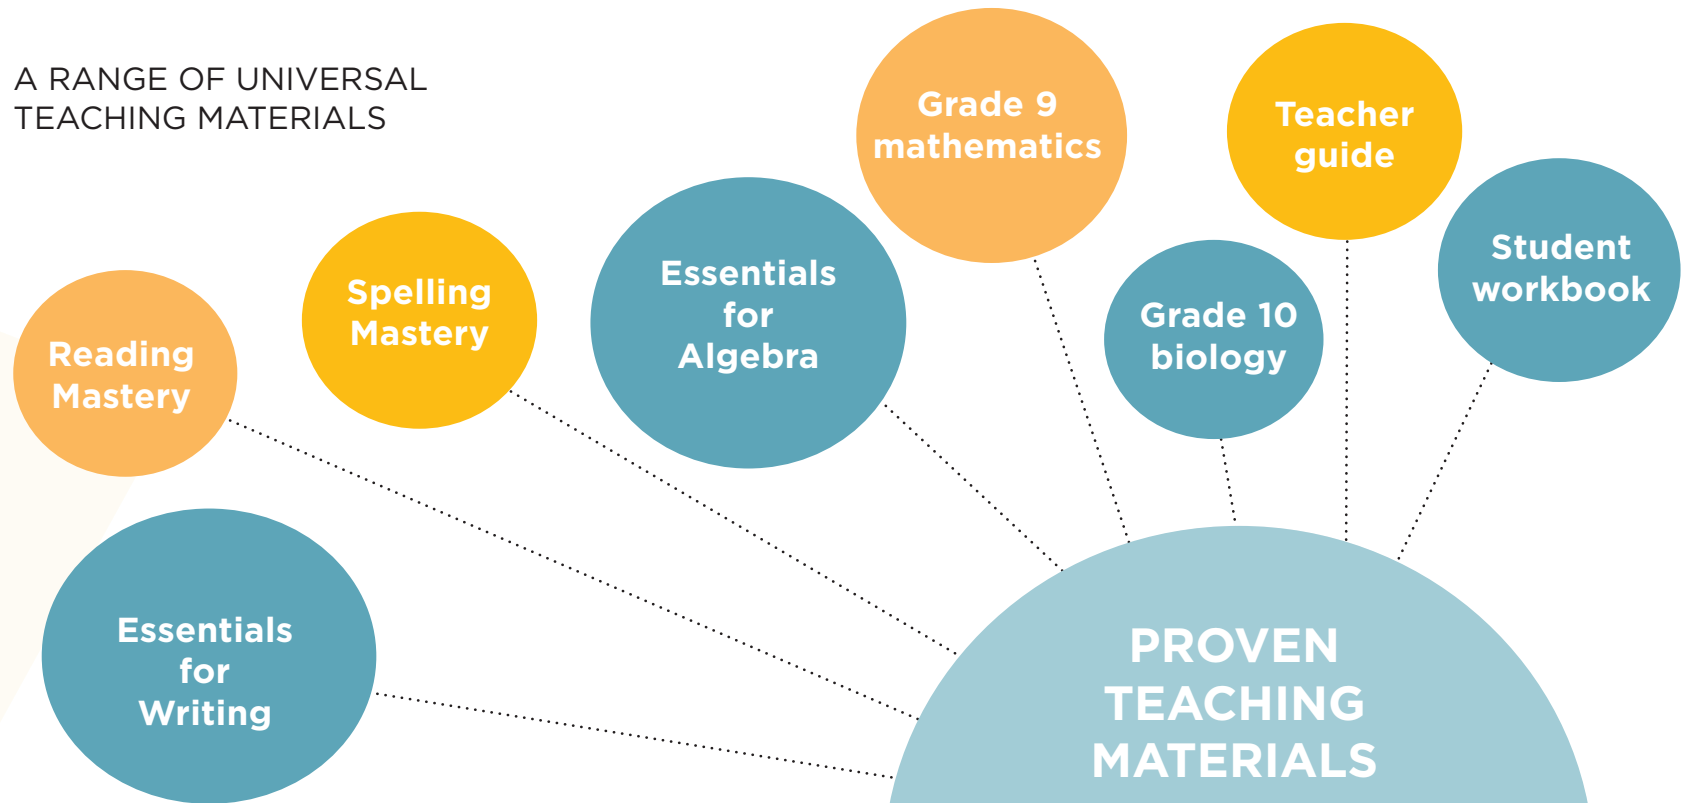 A RANGE OF UNIVERSAL
TEACHING MATERIALS
Grade 9
mathematics
Teacher
guide
Student
workbook
Essentials
for
Algebra
Spelling
Mastery
Grade 10
biology
Reading
Mastery
Essentials
for
Writing
PROVEN
TEACHING
MATERIALS